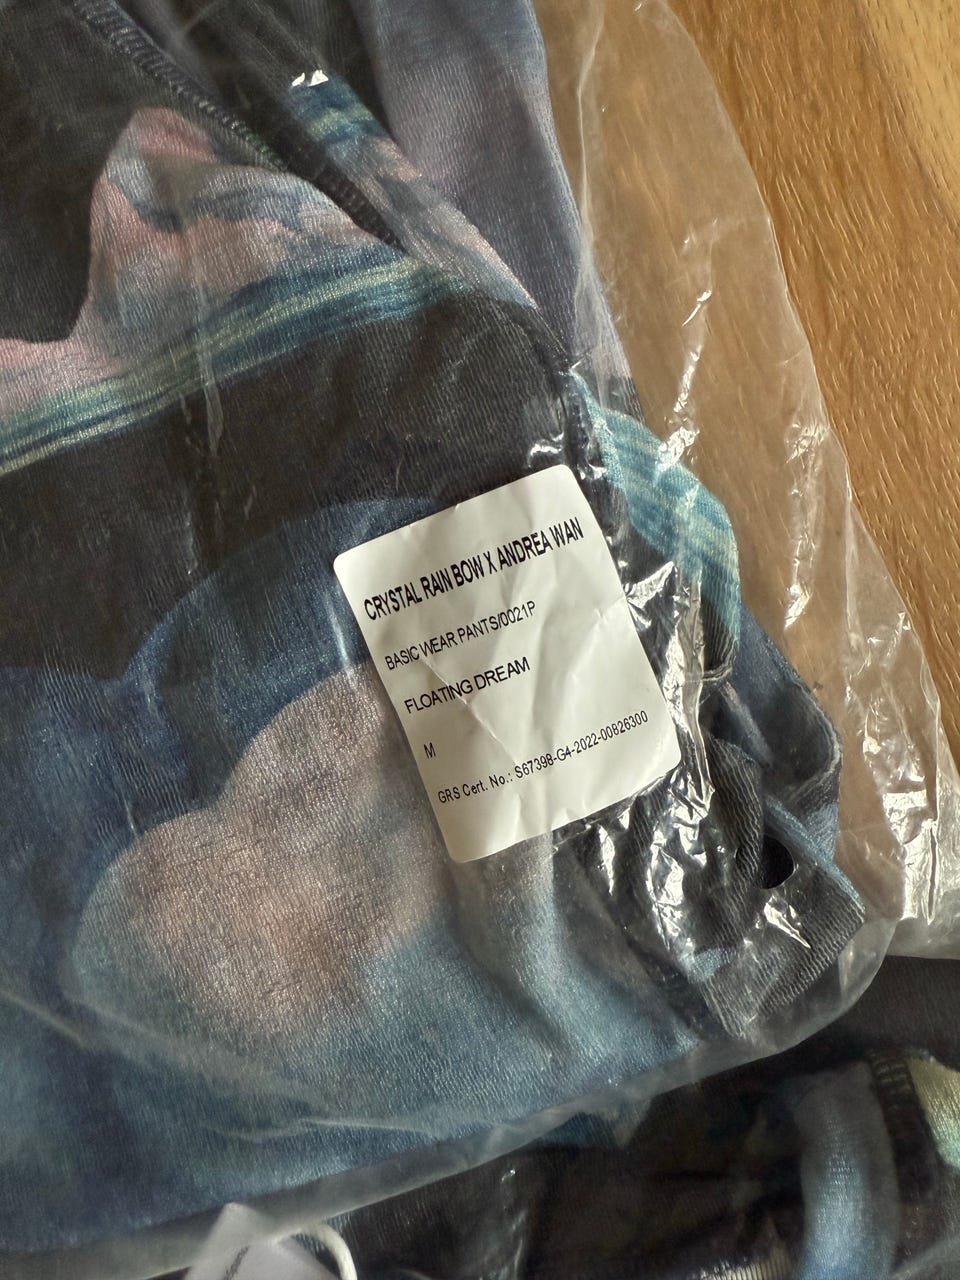 CRYSTAL RAIN BOW X ANDREA WAN
BASIC WEAR PANTS/0021P
FLOATING DREAM
M
GRS Cert. No.: S67398-G4-2022-00826300